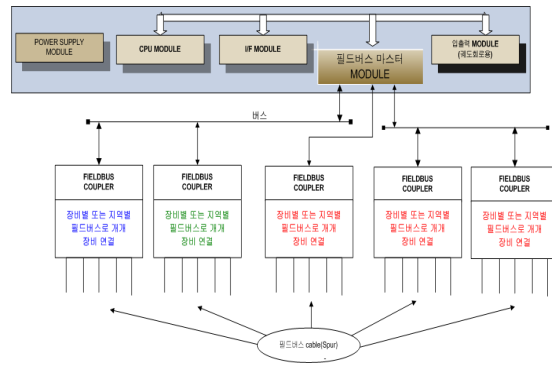 POWER SUPPLY
MODULE
CPU MODULE
I/F MODULE
필드버스 마스터
MODULE
입출력 MODULE
(궤도회로용)
버스
FIELDBUS
COUPLER
장비별 또는 지역별
필드버스로 개개
장비 연결
FIELDBUS
COUPLER
장비별 또는 지역별
필드버스로 개개
장비 연결
FIELDBUS
COUPLER
장비별 또는 지역별
필드버스로 개개
장비 연결
FIELDBUS
COUPLER
장비별 또는 지역별
필드버스로 개개
장비 연결
FIELDBUS
COUPLER
장비별 또는 지역별
필드버스로 개개
장비 연결
필드버스 cable(Spur)